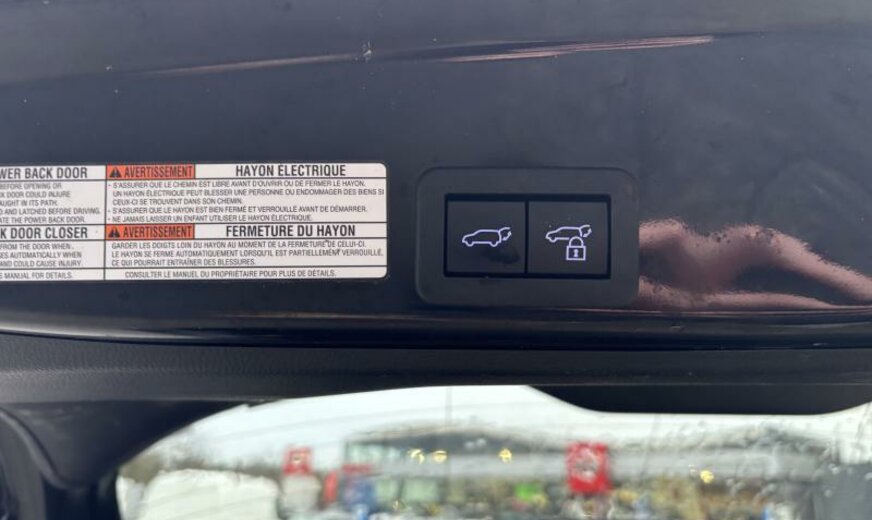 WER BACK DOOR
BEFORE OPENING OR
K DOOR COULD INJURE
AUGHT IN ITS PATH.
D AND LATCHED BEFORE DRIVING.
ATE THE POWER BACK DOOR.
K DOOR CLOSER
FROM THE DOOR WHEN
SES AUTOMATICALLY WHEN
AND COULD CAUSE INJURY.
S MANUAL FOR DETAILS.
AVERTISSEMENT HAYON ÉLECTRIQUE
- S'ASSURER QUE LE CHEMIN EST LIBRE AVANT D'OUVRIR OU DE FERMER LE HAYON.
UN HAYON ÉLECTRIQUE PEUT BLESSER UNE PERSONNE OU ENDOMMAGER DES BIENS SI
CEUX-CI SE TROUVENT DANS SON CHEMIN.
- S'ASSURER QUE LE HAYON EST BIEN FERMÉ ET VERROUILLÉ AVANT DE DÉMARRER.
- NE JAMAIS LAISSER UN ENFANT UTILISER LE HAYON ÉLECTRIQUE.
AVERTISSEMENT FERMETURE DU HAYON
GARDER LES DOIGTS LOIN DU HAYON AU MOMENT DE LA FERMETURE DE CELUI-CI.
LE HAYON SE FERME AUTOMATIQUEMENT LORSQU'IL EST PARTIELLEMENT VERROUILLÉ,
CE QUI POURRAIT ENTRAÎNER DES BLESSURES.
CONSULTER LE MANUEL DU PROPRIÉTAIRE POUR PLUS DE DÉTAILS.